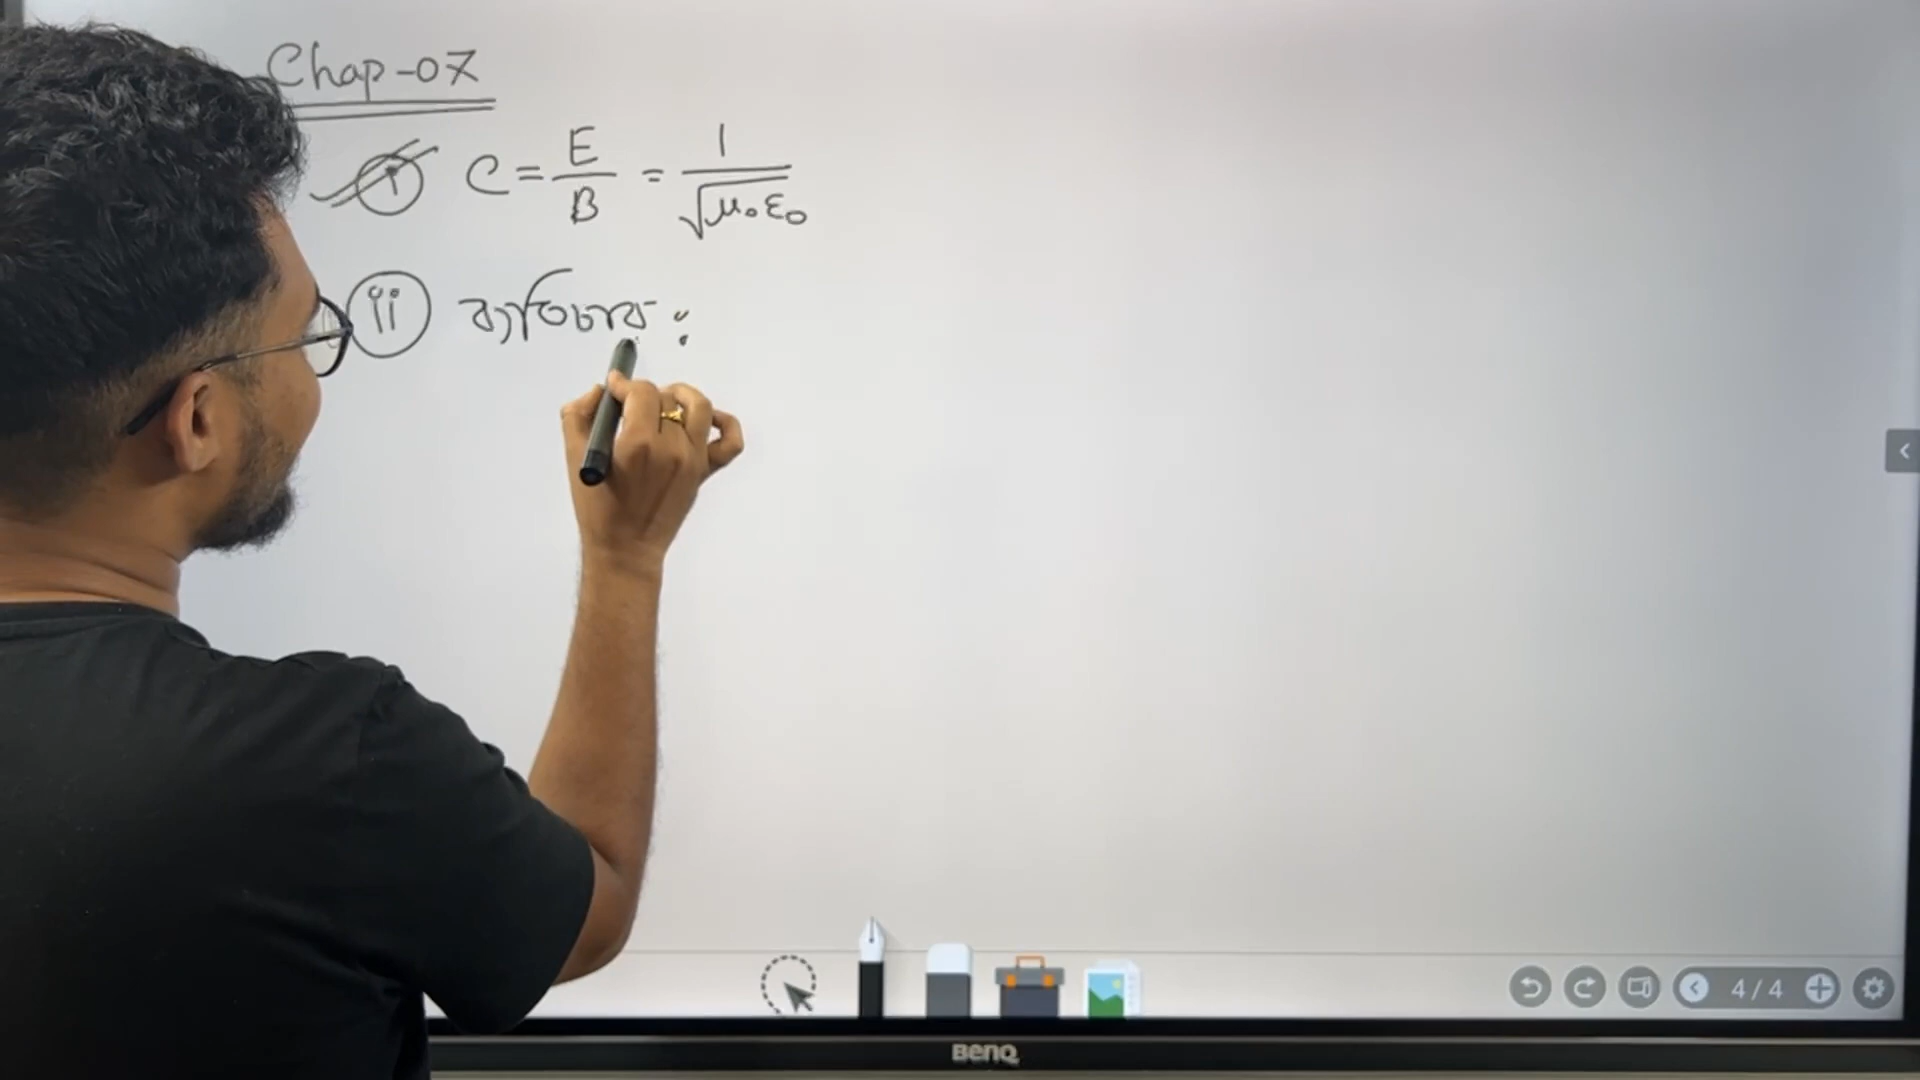 Chap-07
i C = E/B = 1/√μ₀ε₀
ii ব্যতিচার :
4/4
BenQ